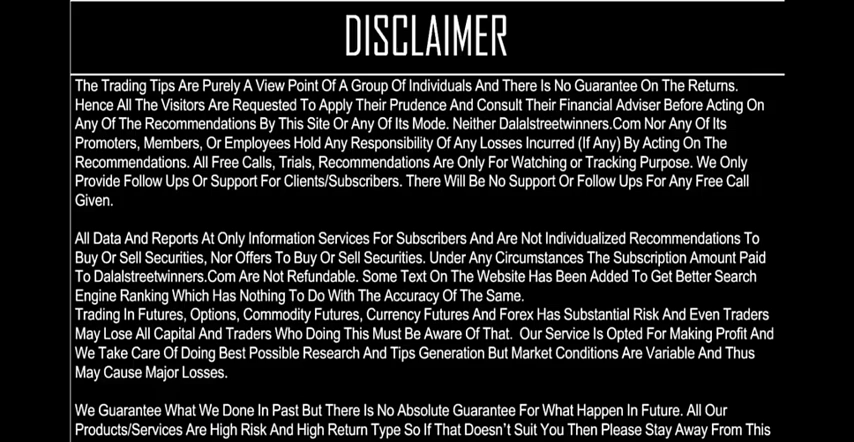 DISCLAIMER
The Trading Tips Are Purely A View Point Of A Group Of Individuals And There Is No Guarantee On The Returns.
Hence All The Visitors Are Requested To Apply Their Prudence And Consult Their Financial Adviser Before Acting On
Any Of The Recommendations By This Site Or Any Of Its Mode. Neither Dalalstreetwinners.Com Nor Any Of Its
Promoters, Members, Or Employees Hold Any Responsibility Of Any Losses Incurred (If Any) By Acting On The
Recommendations. All Free Calls, Trials, Recommendations Are Only For Watching or Tracking Purpose. We Only
Provide Follow Ups Or Support For Clients/Subscribers. There Will Be No Support Or Follow Ups For Any Free Call
Given.
All Data And Reports At Only Information Services For Subscribers And Are Not Individualized Recommendations To
Buy Or Sell Securities, Nor Offers To Buy Or Sell Securities. Under Any Circumstances The Subscription Amount Paid
To Dalalstreetwinners.Com Are Not Refundable. Some Text On The Website Has Been Added To Get Better Search
Engine Ranking Which Has Nothing To Do With The Accuracy Of The Same.
Trading In Futures, Options, Commodity Futures, Currency Futures And Forex Has Substantial Risk And Even Traders
May Lose All Capital And Traders Who Doing This Must Be Aware Of That. Our Service Is Opted For Making Profit And
We Take Care Of Doing Best Possible Research And Tips Generation But Market Conditions Are Variable And Thus
May Cause Major Losses.
We Guarantee What We Done In Past But There Is No Absolute Guarantee For What Happen In Future. All Our
Products/Services Are High Risk And High Return Type So If That Doesn't Suit You Then Please Stay Away From This